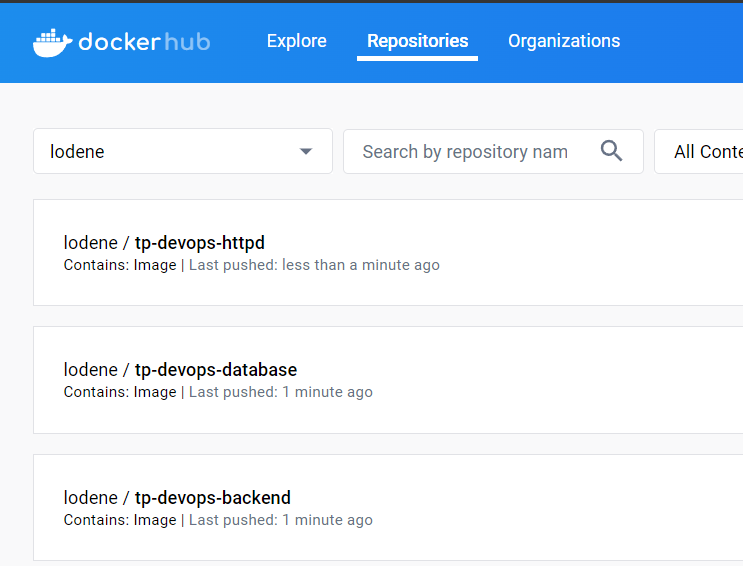 dockerhub Explore Repositories Organizations
lodene Search by repository nam All Conte
lodene / tp-devops-httpd
Contains: Image | Last pushed: less than a minute ago
lodene / tp-devops-database
Contains: Image | Last pushed: 1 minute ago
lodene / tp-devops-backend
Contains: Image | Last pushed: 1 minute ago